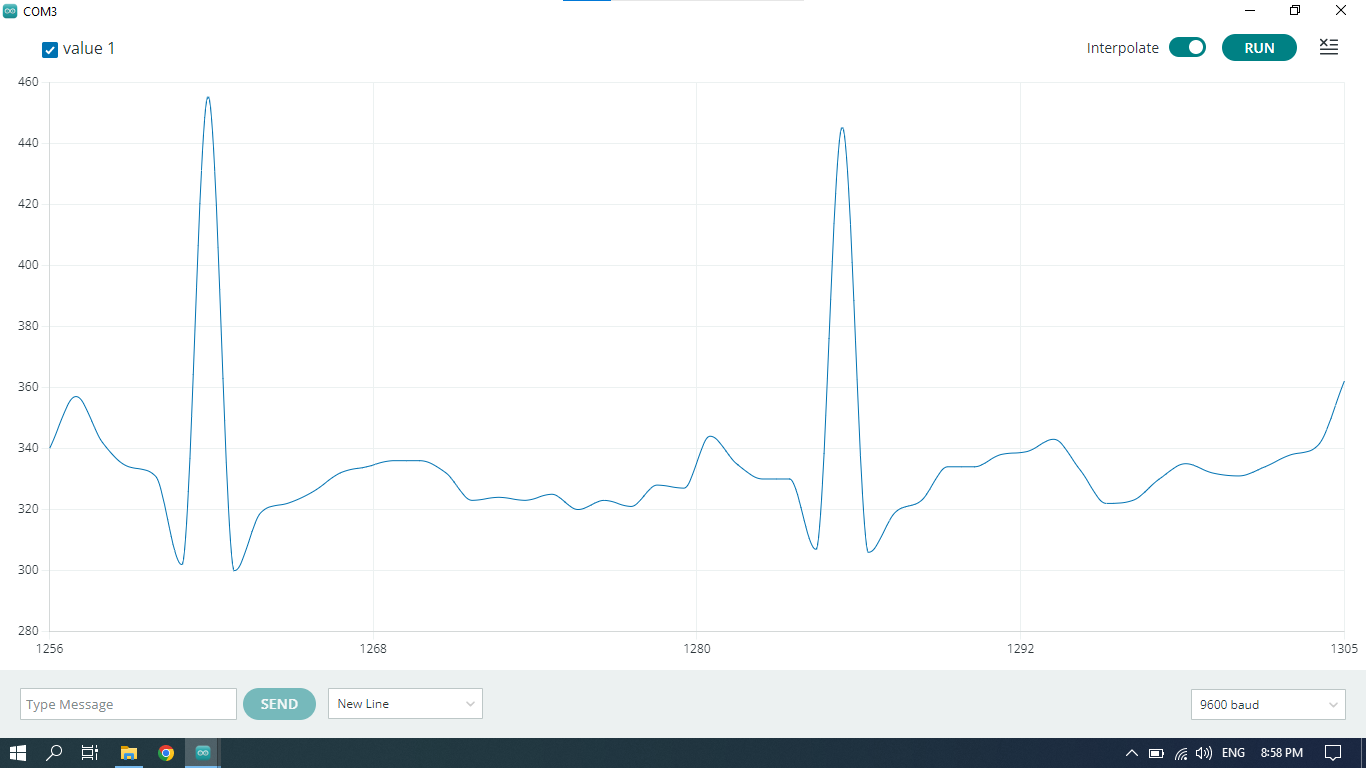 COM3
value 1
Interpolate
RUN
460
440
420
400
380
360
340
320
300
280
1256
1268
1280
1292
1305
Type Message
SEND
New Line
9600 baud
ENG
8:58 PM